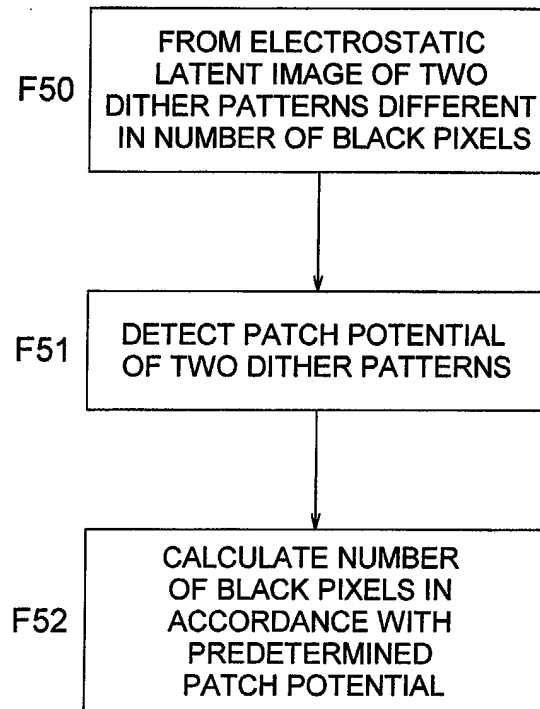 F50
FROM ELECTROSTATIC
LATENT IMAGE OF TWO
DITHER PATTERNS DIFFERENT
IN NUMBER OF BLACK PIXELS
F51
DETECT PATCH POTENTIAL
OF TWO DITHER PATTERNS
F52
CALCULATE NUMBER
OF BLACK PIXELS IN
ACCORDANCE WITH
PREDETERMINED
PATCH POTENTIAL